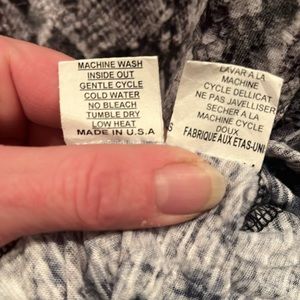 MACHINE WASH
INSIDE OUT
GENTLE CYCLE
COLD WATER
NO BLEACH
TUMBLE DRY
LOW HEAT
MADE IN U.S.A
LAVAR A LA
MACHINE
CYCLE DELLICAT
NE PAS JAVELLISER
SECHER A LA
MACHINE CYCLE
DOUX
FABRIQUE AUX ETAS-UNI
S